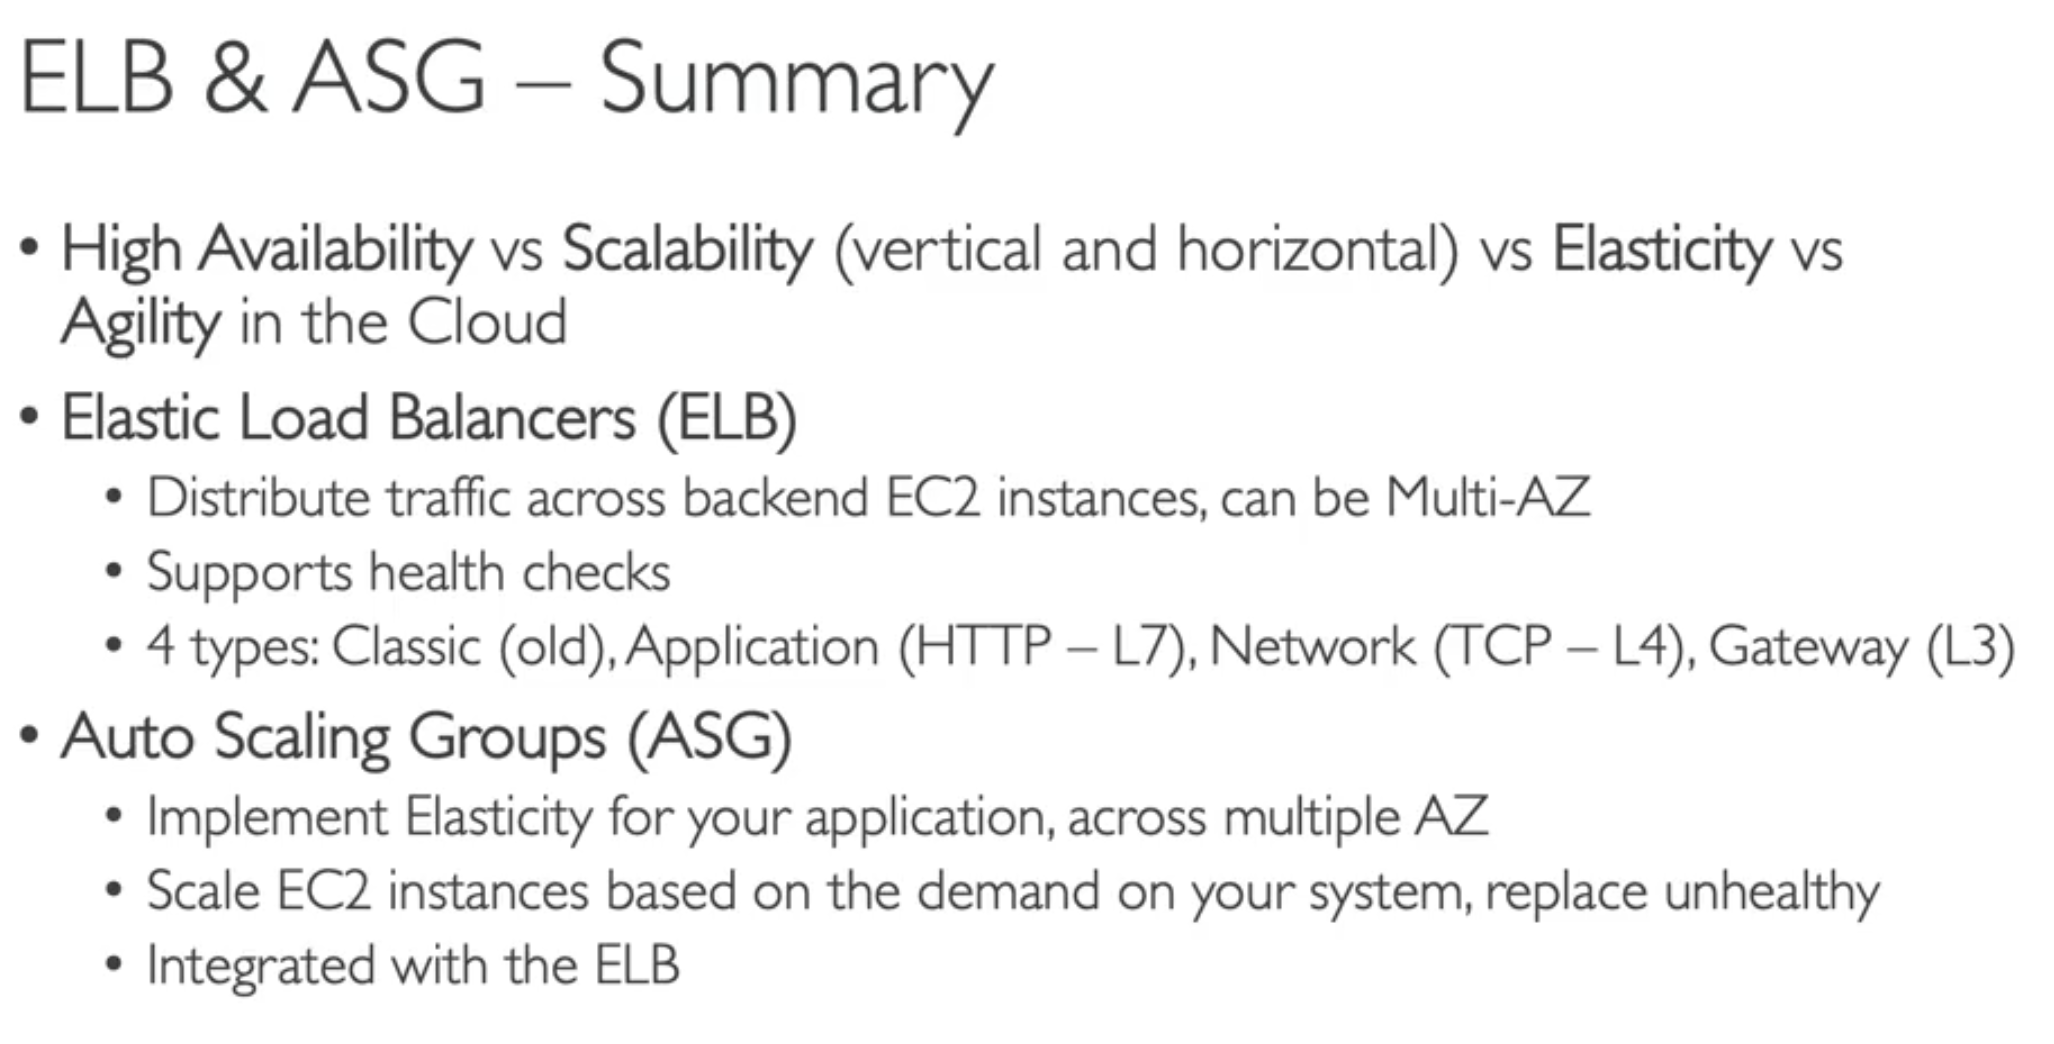 ELB & ASG – Summary
• High Availability vs Scalability (vertical and horizontal) vs Elasticity vs
Agility in the Cloud
• Elastic Load Balancers (ELB)
• Distribute traffic across backend EC2 instances, can be Multi-AZ
• Supports health checks
• 4 types: Classic (old), Application (HTTP – L7), Network (TCP – L4), Gateway (L3)
• Auto Scaling Groups (ASG)
• Implement Elasticity for your application, across multiple AZ
• Scale EC2 instances based on the demand on your system, replace unhealthy
• Integrated with the ELB